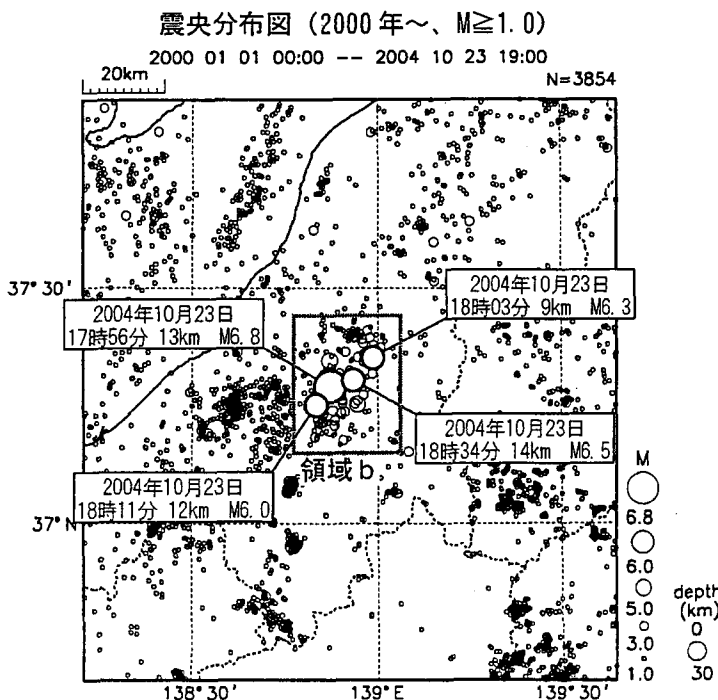 震央分布図（2000年～、M≧1.0）
2000 01 01 00:00 -- 2004 10 23 19:00
20km
N=3854
37°30'
2004年10月23日
18時03分 9km M6.3
2004年10月23日
17時56分 13km M6.8
2004年10月23日
18時34分 14km M6.5
領域b
2004年10月23日
18時11分 12km M6.0
37°N
M
6.8
6.0
5.0
3.0
1.0
depth
(km)
0
30
138°30'
139°E
139°30'